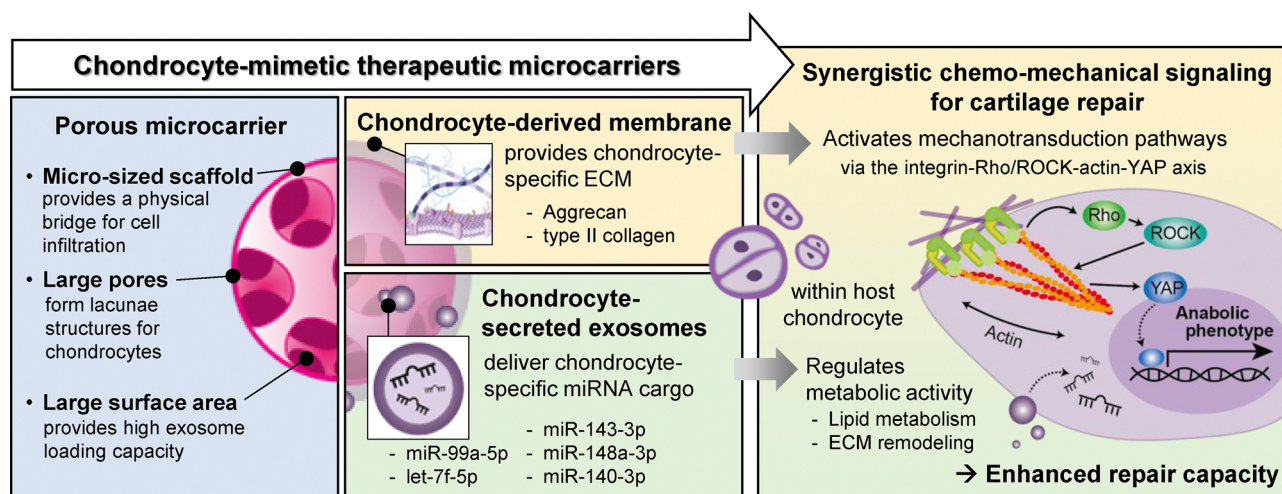 Chondrocyte-mimetic therapeutic microcarriers
Porous microcarrier
• Micro-sized scaffold
provides a physical
bridge for cell
infiltration
• Large pores
form lacunae
structures for
chondrocytes
• Large surface area
provides high exosome
loading capacity
Chondrocyte-derived membrane
provides chondrocyte-
specific ECM
- Aggrecan
- type II collagen
Chondrocyte-
secreted exosomes
deliver chondrocyte-
specific miRNA cargo
- miR-99a-5p
- let-7f-5p
- miR-143-3p
- miR-148a-3p
- miR-140-3p
Synergistic chemo-mechanical signaling
for cartilage repair
Activates mechanotransduction pathways
via the integrin-Rho/ROCK-actin-YAP axis
within host
chondrocyte
Rho
ROCK
YAP
Actin
Anabolic
phenotype
Regulates
metabolic activity
- Lipid metabolism
- ECM remodeling
→ Enhanced repair capacity